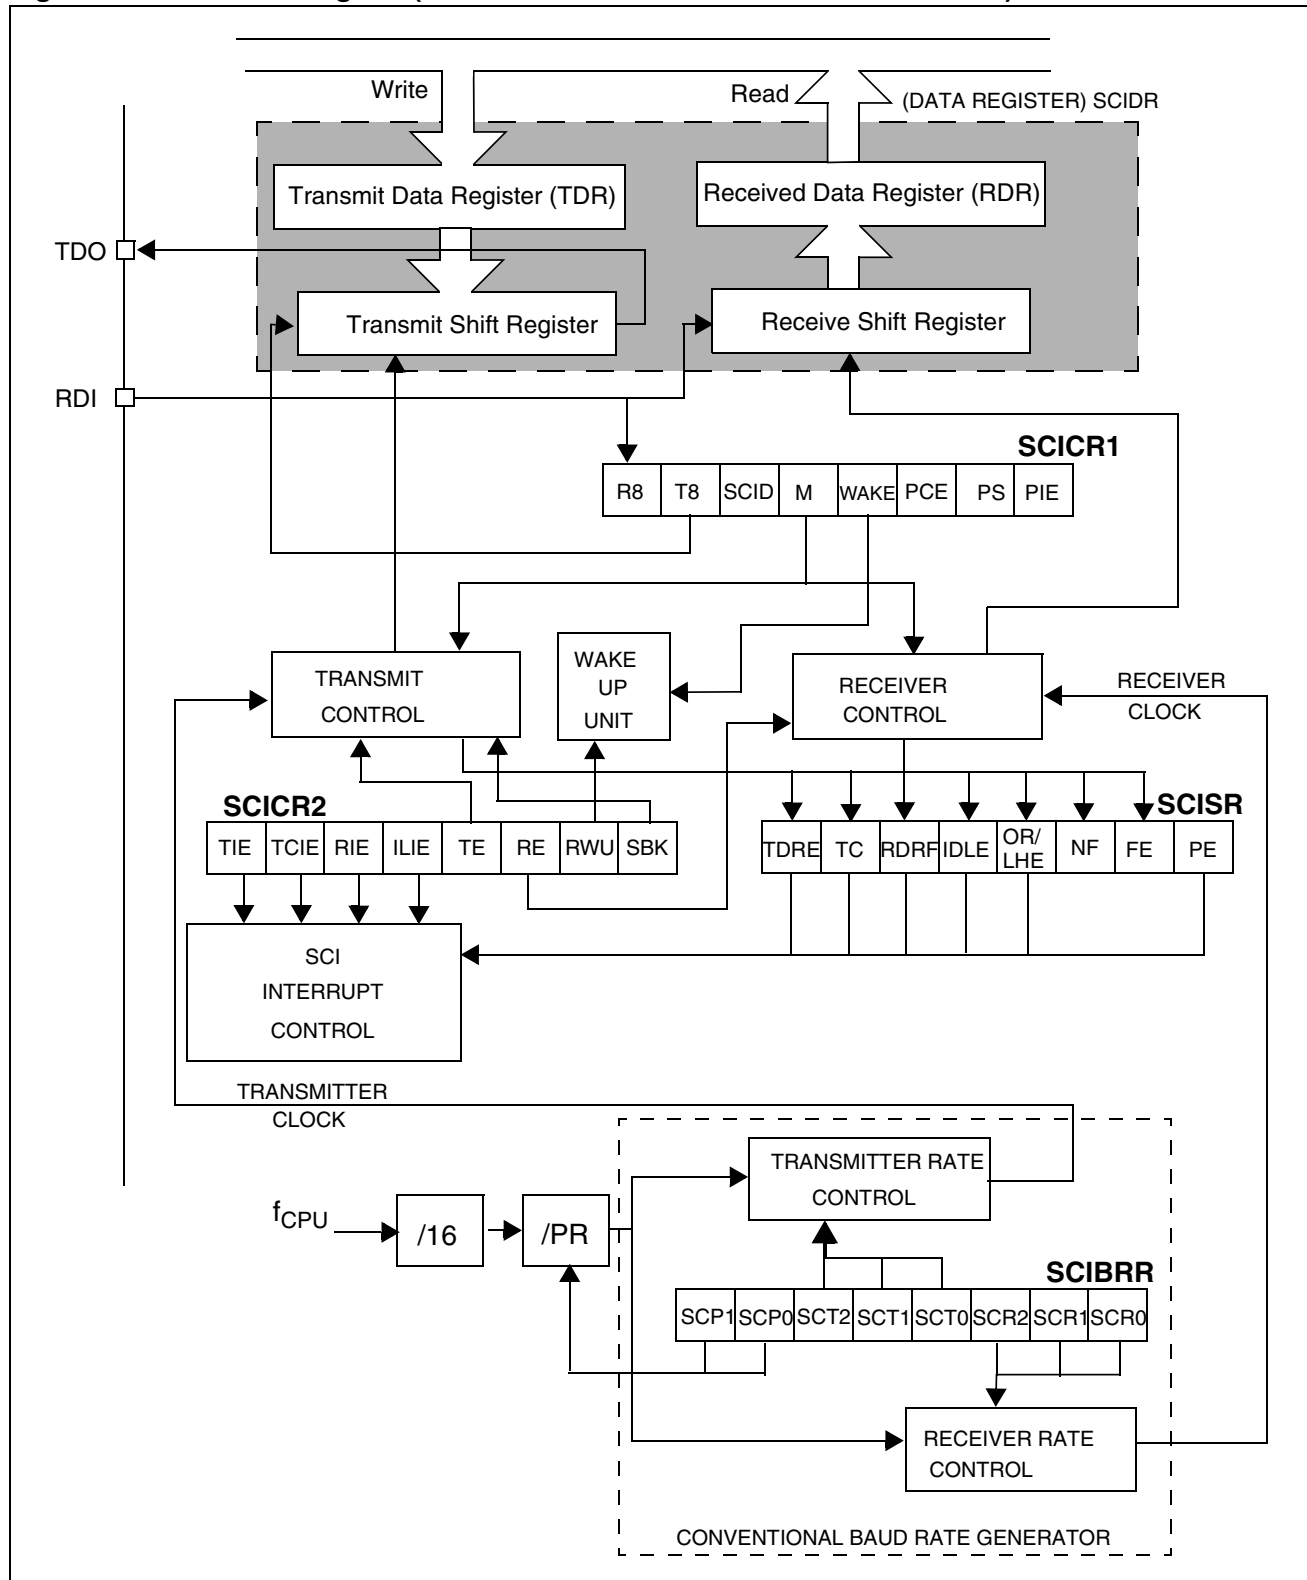 Write
Read
(DATA REGISTER) SCIDR
Transmit Data Register (TDR)
Received Data Register (RDR)
TDO
Transmit Shift Register
Receive Shift Register
RDI
SCICR1
R8 T8 SCID M WAKE PCE PS PIE
TRANSMIT
CONTROL
WAKE
UP
UNIT
RECEIVER
CONTROL
RECEIVER
CLOCK
SCICR2
TIE TCIE RIE ILIE TE RE RWU SBK
SCISR
TDRE TC RDRF IDLE OR/
LHE NF FE PE
SCI
INTERRUPT
CONTROL
TRANSMITTER
CLOCK
TRANSMITTER RATE
CONTROL
fCPU
/16
/PR
SCIBRR
SCP1 SCP0 SCT2 SCT1 SCT0 SCR2 SCR1 SCR0
RECEIVER RATE
CONTROL
CONVENTIONAL BAUD RATE GENERATOR